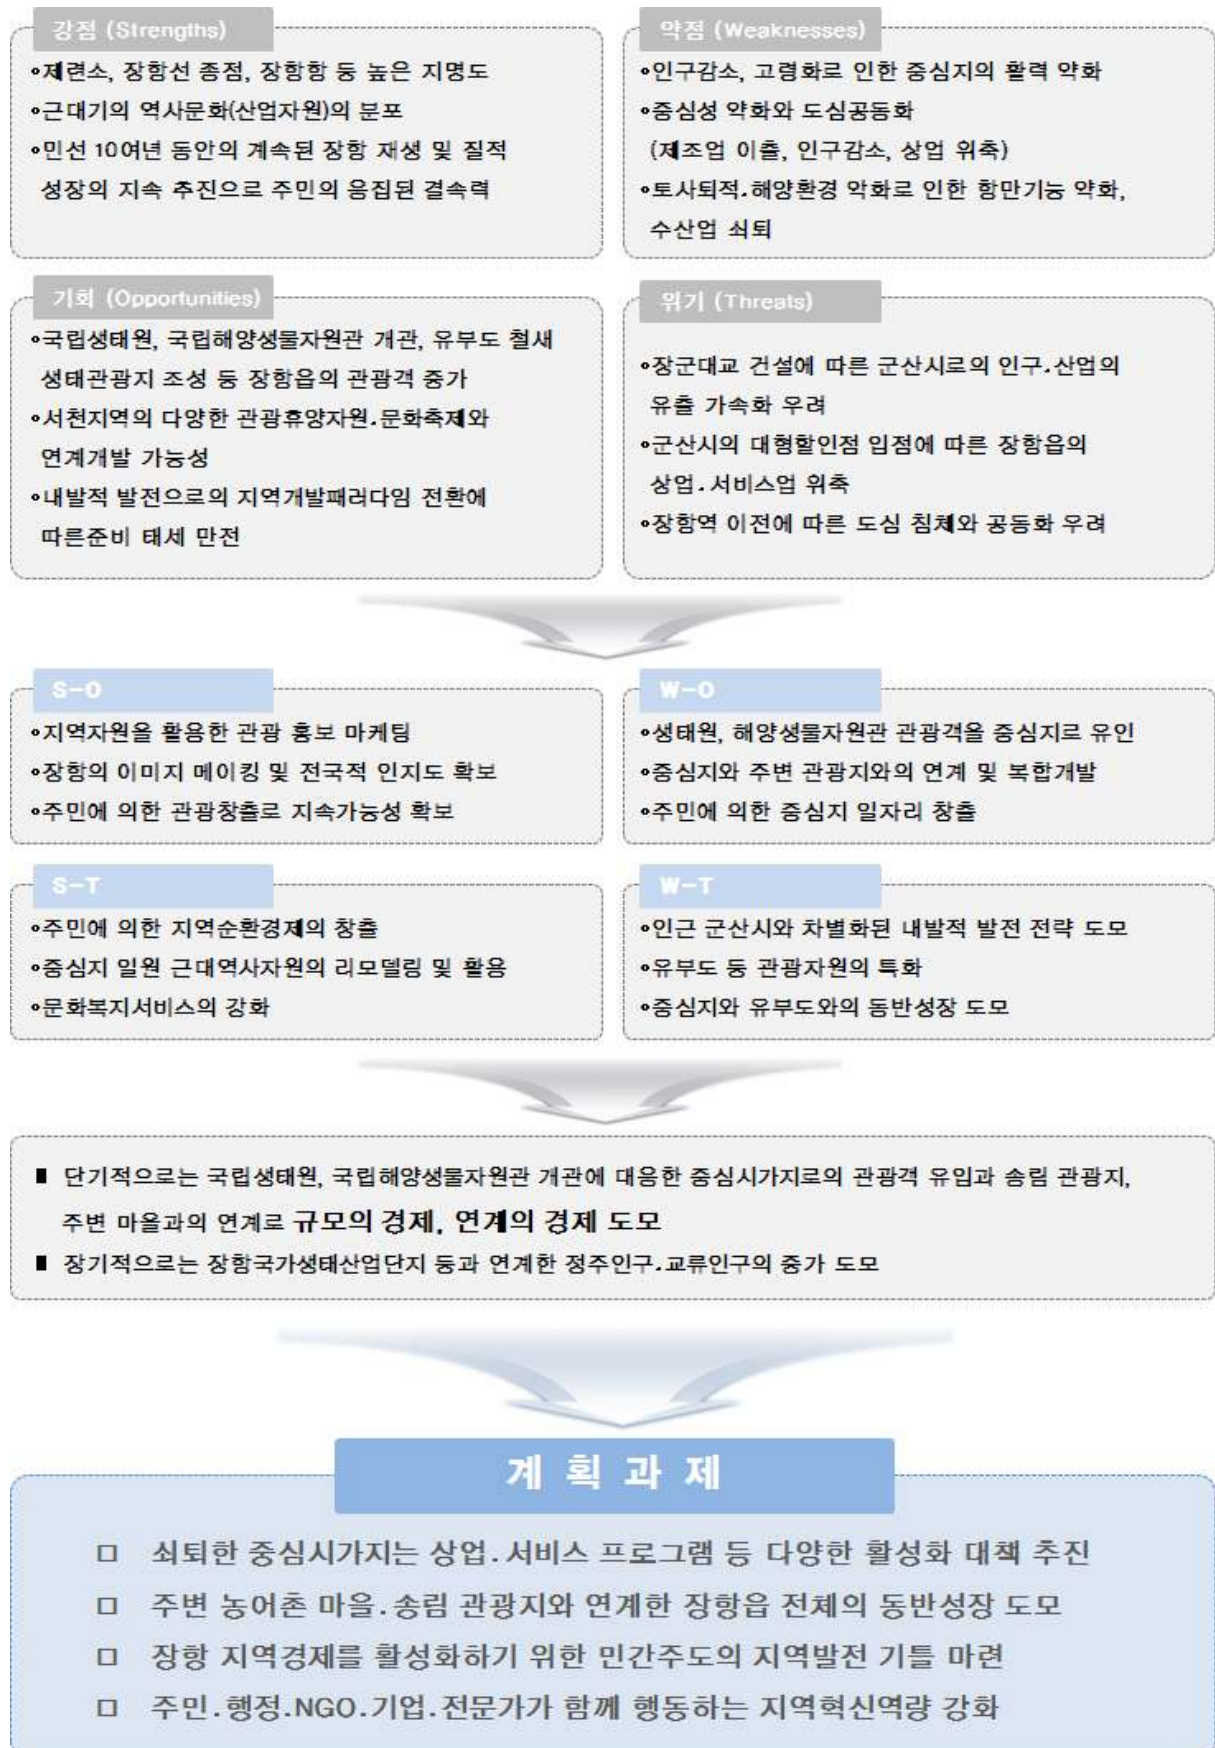 강점 (Strengths)
∘제련소, 장항선 종점, 장항항 등 높은 지명도
∘근대기의 역사문화(산업자원)의 분포
∘민선 10여년 동안의 계속된 장항 재생 및 질적
성장의 지속 추진으로 주민의 응집된 결속력
약점 (Weaknesses)
∘인구감소, 고령화로 인한 중심지의 활력 약화
∘중심성 약화와 도심공동화
(제조업 이출, 인구감소, 상업 위축)
∘토사퇴적.해양환경 악화로 인한 항만기능 약화,
수산업 쇠퇴
기회 (Opportunities)
∘국립생태원, 국립해양생물자원관 개관, 유부도 철새
생태관광지 조성 등 장항읍의 관광객 증가
∘서천지역의 다양한 관광휴양자원.문화축제와
연계개발 가능성
∘내발적 발전으로의 지역개발패러다임 전환에
따른준비 태세 만전
위기 (Threats)
∘장군대교 건설에 따른 군산시로의 인구.산업의
유출 가속화 우려
∘군산시의 대형할인점 입점에 따른 장항읍의
상업.서비스업 위축
∘장항역 이전에 따른 도심 침체와 공동화 우려
S-O
∘지역자원을 활용한 관광 홍보 마케팅
∘장항의 이미지 메이킹 및 전국적 인지도 확보
∘주민에 의한 관광창출로 지속가능성 확보
W-O
∘생태원, 해양생물자원관 관광객을 중심지로 유인
∘중심지와 주변 관광지와의 연계 및 복합개발
∘주민에 의한 중심지 일자리 창출
S-T
∘주민에 의한 지역순환경제의 창출
∘중심지 일원 근대역사자원의 리모델링 및 활용
∘문화복지서비스의 강화
W-T
∘인근 군산시와 차별화된 내발적 발전 전략 도모
∘유부도 등 관광자원의 특화
∘중심지와 유부도와의 동반성장 도모
■ 단기적으로는 국립생태원, 국립해양생물자원관 개관에 대응한 중심시가지로의 관광객 유입과 송림 관광지,
주변 마을과의 연계로 규모의 경제, 연계의 경제 도모
■ 장기적으로는 장항국가생태산업단지 등과 연계한 정주인구.교류인구의 증가 도모
계 획 과 제
□ 쇠퇴한 중심시가지는 상업.서비스 프로그램 등 다양한 활성화 대책 추진
□ 주변 농어촌 마을.송림 관광지와 연계한 장항읍 전체의 동반성장 도모
□ 장항 지역경제를 활성화하기 위한 민간주도의 지역발전 기틀 마련
□ 주민.행정.NGO.기업.전문가가 함께 행동하는 지역혁신역량 강화